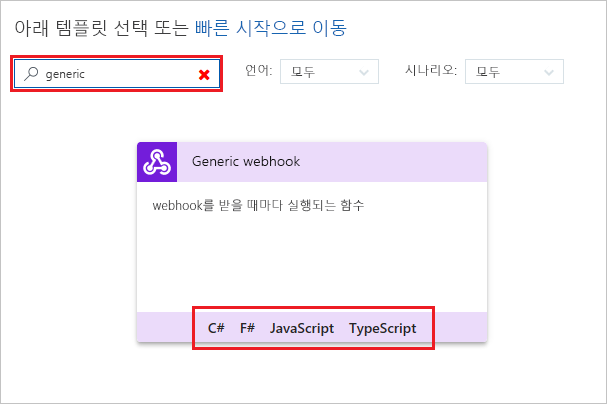 아래 템플릿 선택 또는 빠른 시작으로 이동
generic 언어: 모두 시나리오: 모두
Generic webhook
webhook를 받을 때마다 실행되는 함수
C# F# JavaScript TypeScript